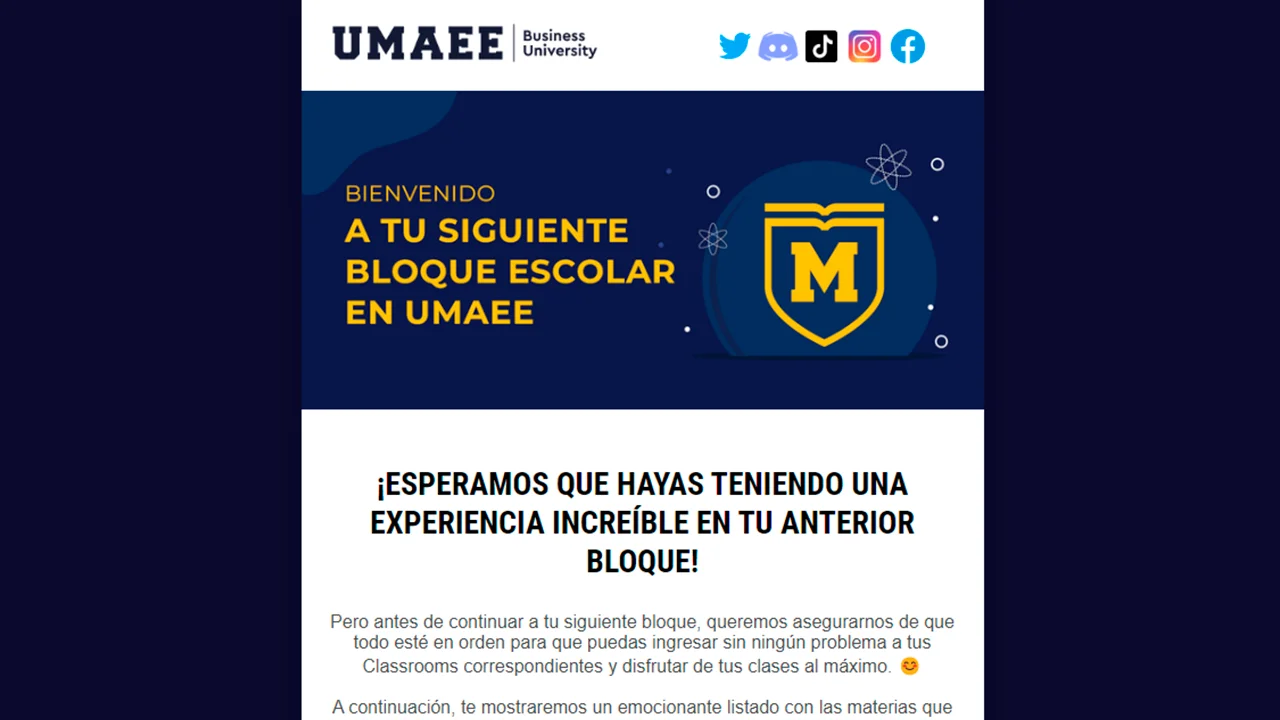 UMAEE
Business
University
BIENVENIDO
A TU SIGUIENTE
BLOQUE ESCOLAR
EN UMAEE
M
¡ESPERAMOS QUE HAYAS TENIENDO UNA
EXPERIENCIA INCREÍBLE EN TU ANTERIOR
BLOQUE!
Pero antes de continuar a tu siguiente bloque, queremos asegurarnos de que
todo esté en orden para que puedas ingresar sin ningún problema a tus
Classrooms correspondientes y disfrutar de tus clases al máximo. 😊
A continuación, te mostraremos un emocionante listado con las materias que